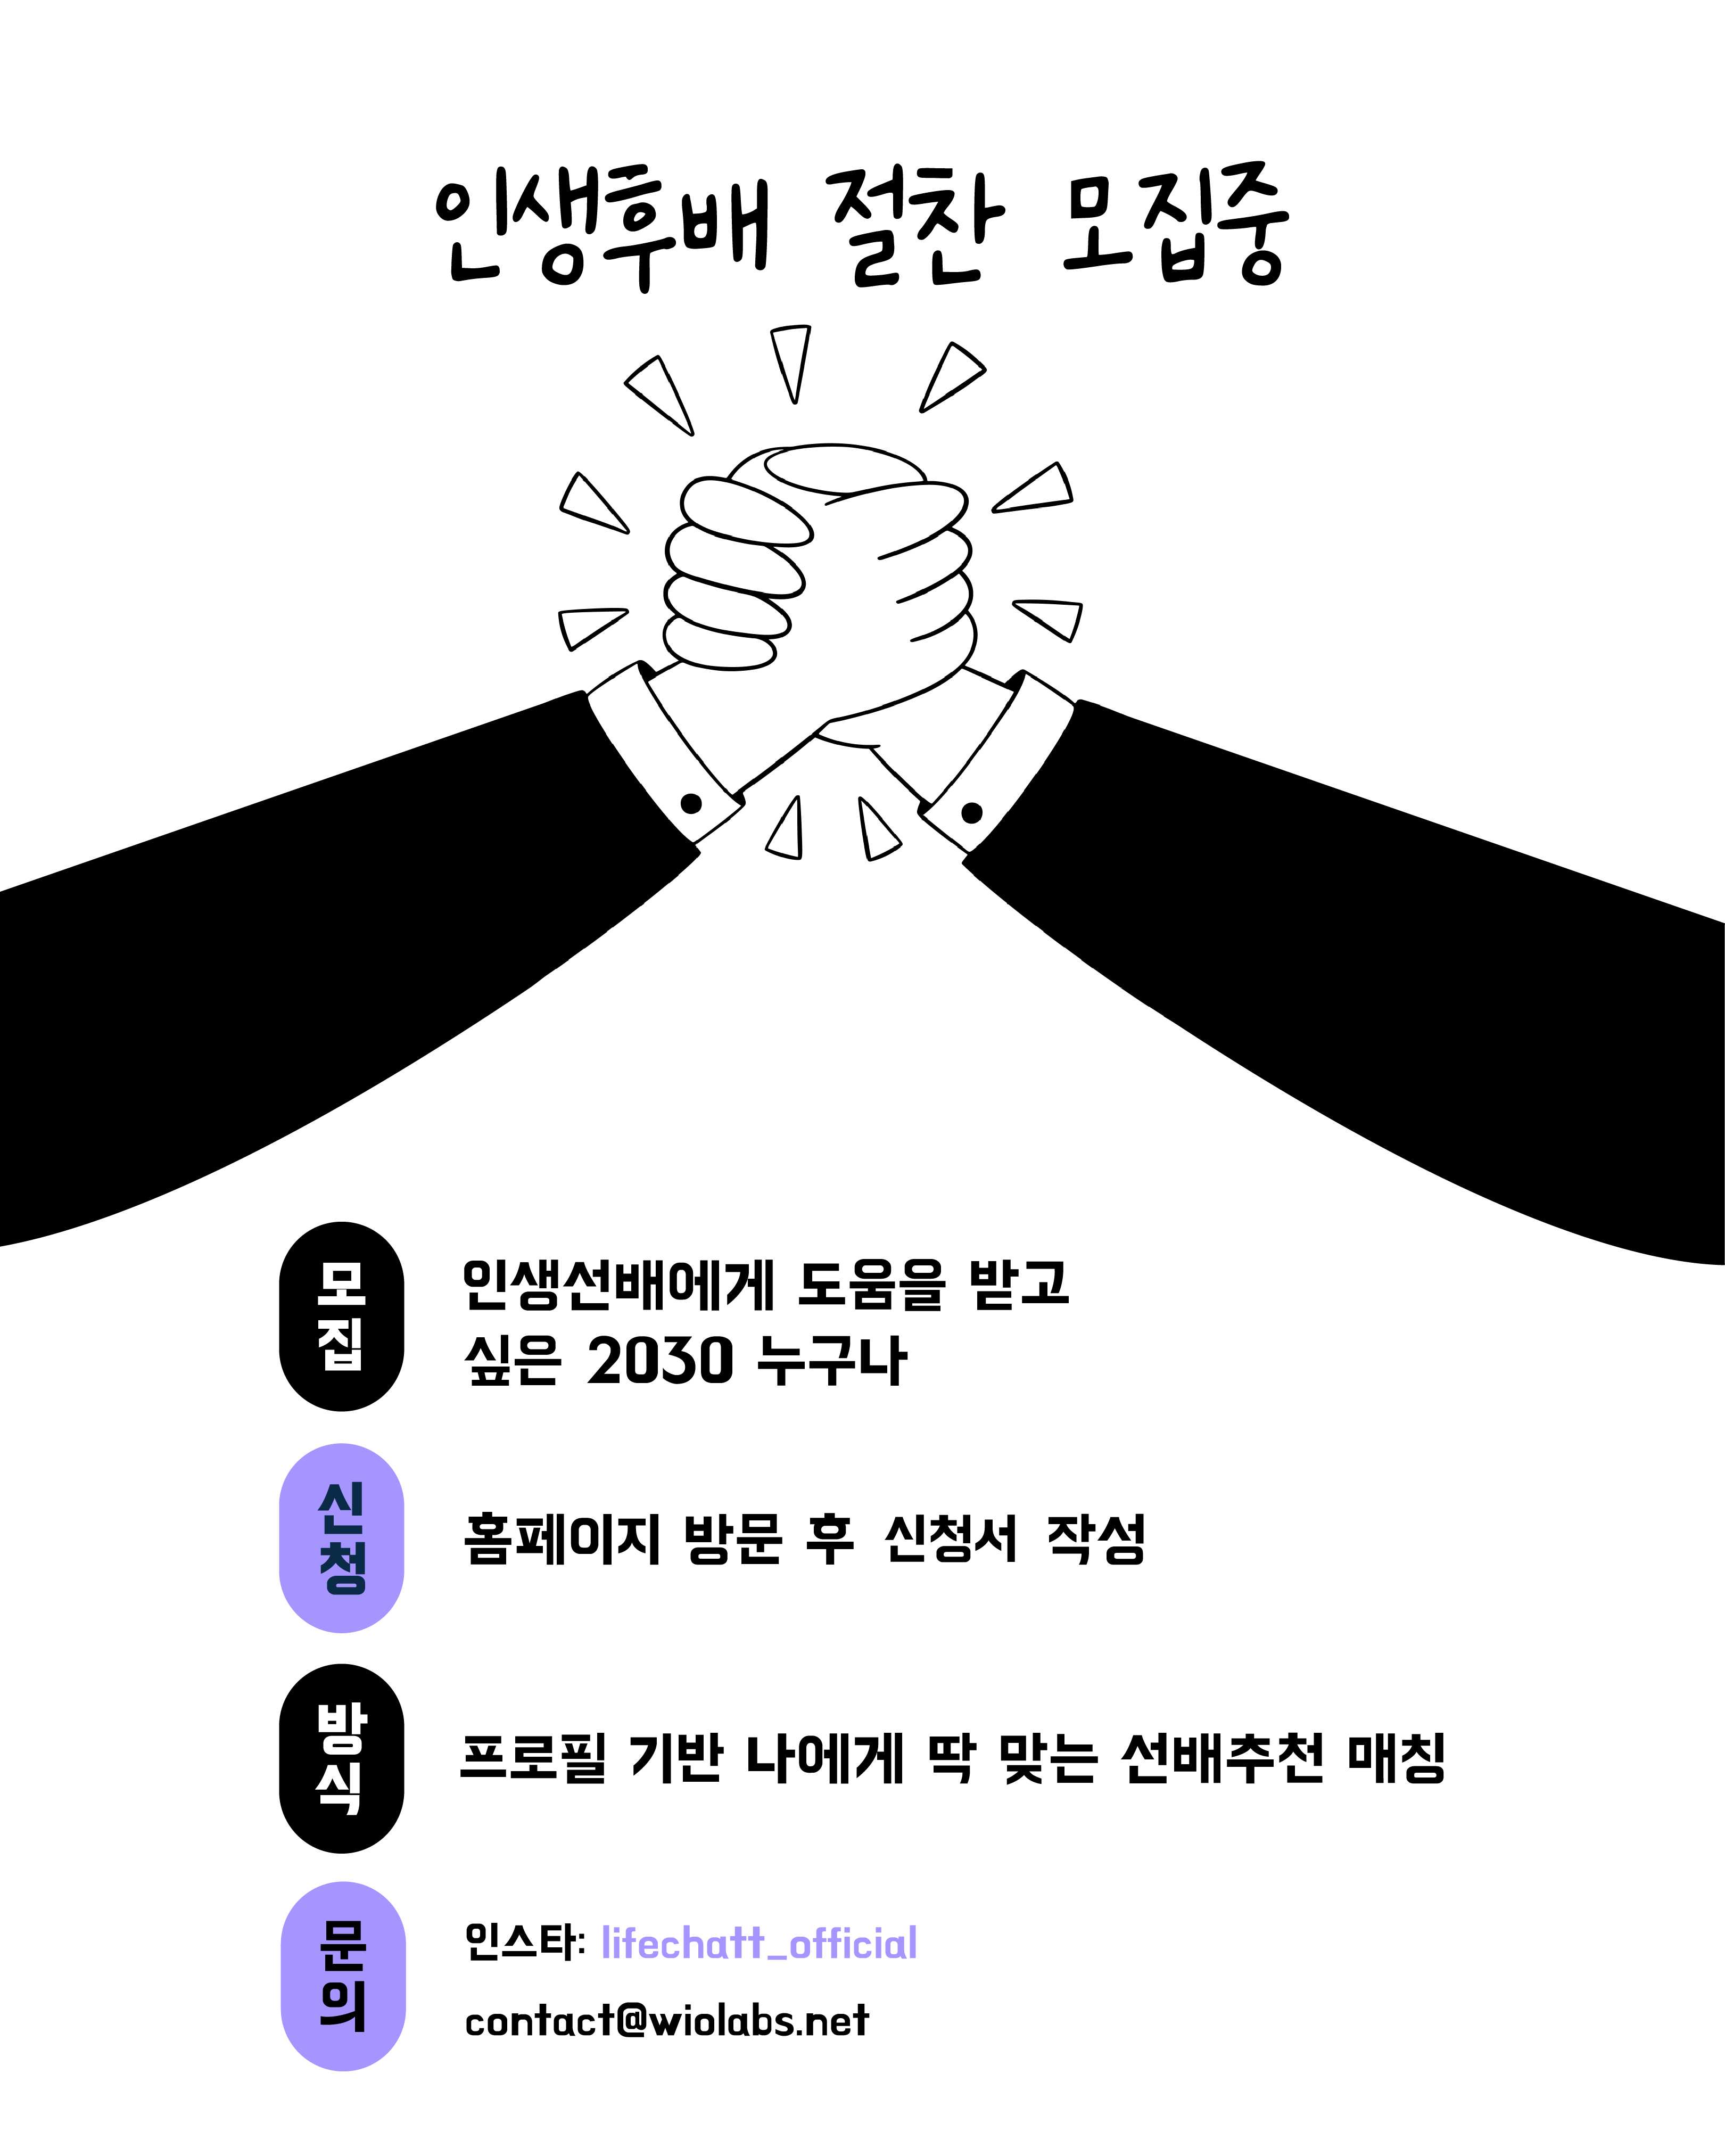 인생후배 절찬 모집중
모집
인생선배에게 도움을 받고
싶은 2030 누구나
신청
홈페이지 방문 후 신청서 작성
방식
프로필 기반 나에게 딱 맞는 선배추천 매칭
문의
인스타: lifechatt_official
contact@wiolabs.net